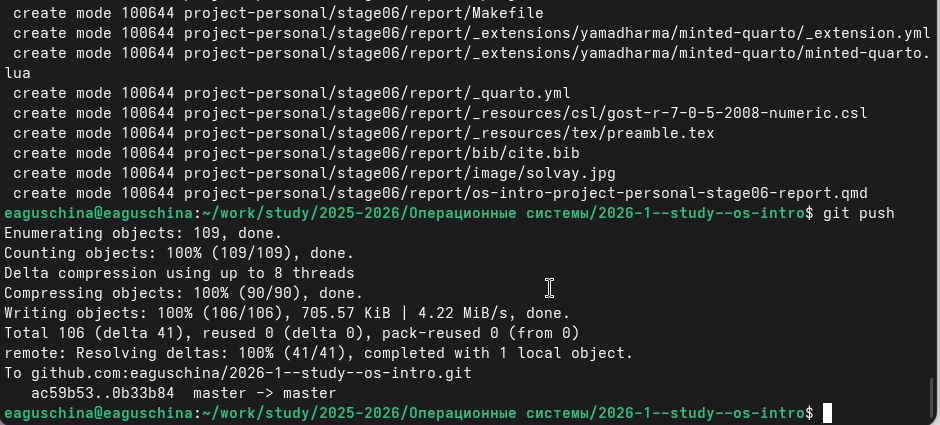 create mode 100644 project-personal/stage06/report/Makefile
create mode 100644 project-personal/stage06/report/_extensions/yamadharma/minted-quarto/_extension.yml
create mode 100644 project-personal/stage06/report/_extensions/yamadharma/minted-quarto/minted-quarto.
lua
create mode 100644 project-personal/stage06/report/_quarto.yml
create mode 100644 project-personal/stage06/report/_resources/csl/gost-r-7-0-5-2008-numeric.csl
create mode 100644 project-personal/stage06/report/_resources/tex/preamble.tex
create mode 100644 project-personal/stage06/report/bib/cite.bib
create mode 100644 project-personal/stage06/report/image/solvay.jpg
create mode 100644 project-personal/stage06/report/os-intro-project-personal-stage06-report.qmd
eaguschina@eaguschina:~/work/study/2025-2026/Операционные системы/2026-1--study--os-intro$ git push
Enumerating objects: 109, done.
Counting objects: 100% (109/109), done.
Delta compression using up to 8 threads
Compressing objects: 100% (90/90), done.
Writing objects: 100% (106/106), 705.57 KiB | 4.22 MiB/s, done.
Total 106 (delta 41), reused 0 (delta 0), pack-reused 0 (from 0)
remote: Resolving deltas: 100% (41/41), completed with 1 local object.
To github.com:eaguschina/2026-1--study--os-intro.git
ac59b53..0b33b84  master -> master
eaguschina@eaguschina:~/work/study/2025-2026/Операционные системы/2026-1--study--os-intro$